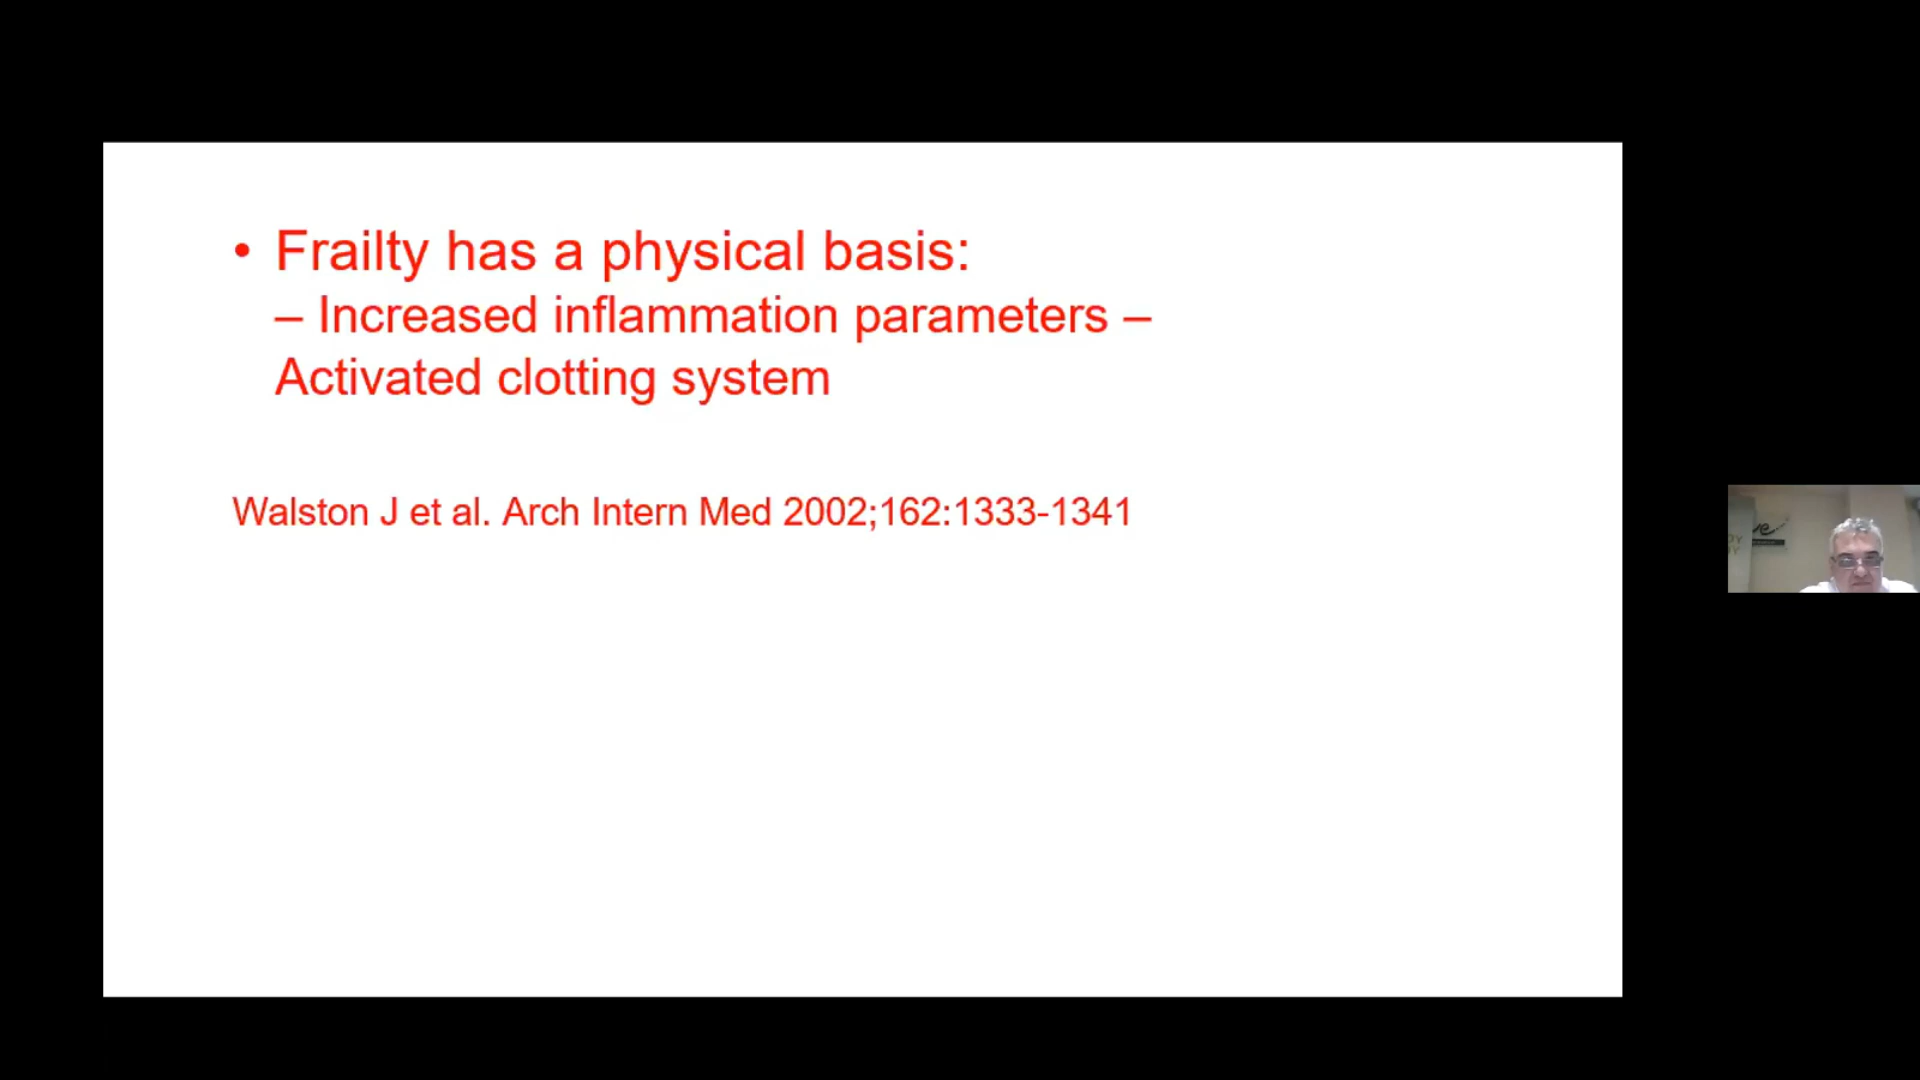 • Frailty has a physical basis:
– Increased inflammation parameters –
Activated clotting system
Walston J et al. Arch Intern Med 2002;162:1333-1341